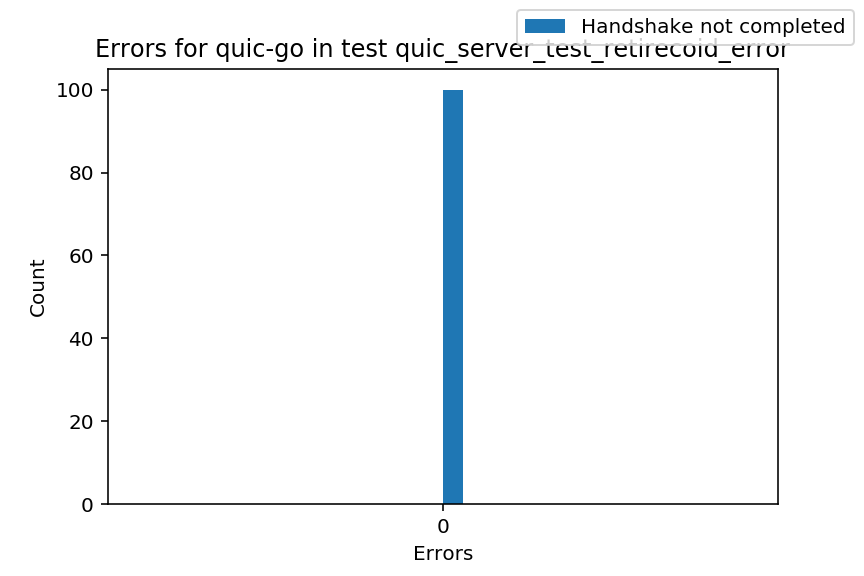 Handshake not completed
Errors for quic-go in test quic_server_test_retirecoid_error
100
80
60
40
20
0
Count
0
Errors